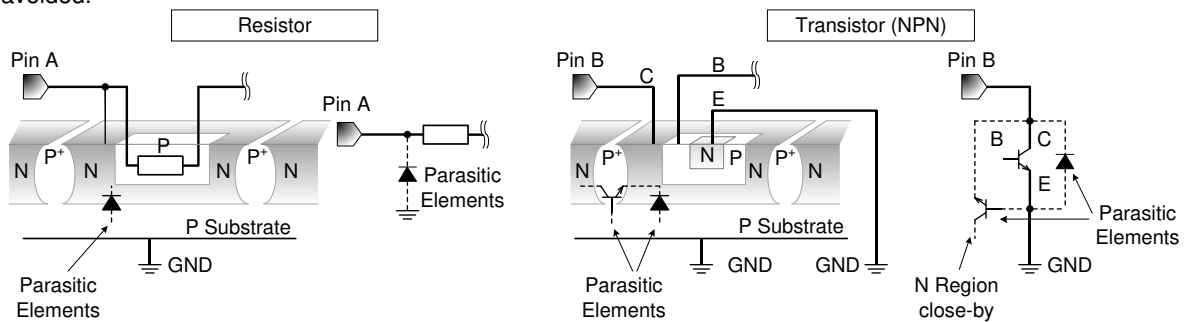 avoided.
Resistor
Transistor (NPN)
Pin A
Pin A
N
P+
N
P
N
P+
N
Parasitic
Elements
P Substrate
GND
Parasitic
Elements
Pin B
C
B
E
N
P+
N
N
P
P+
N
P Substrate
GND
GND
Parasitic
Elements
Pin B
B
C
E
Parasitic
Elements
GND
N Region
close-by